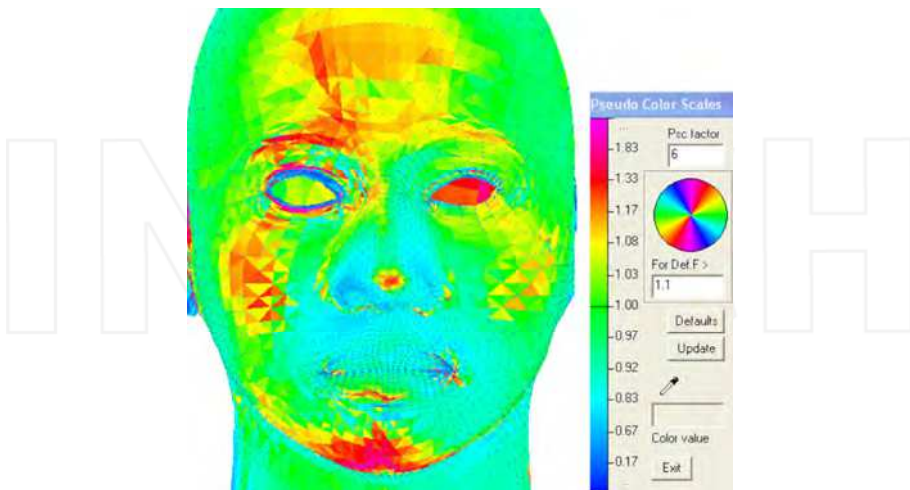 Pseudo Color Scales
...
1.83
1.33
1.17
1.08
1.03
1.00
0.97
0.92
0.83
0.67
0.17
...
Psc factor
6
For Def.F >
1.1
Defaults
Update
Color value
Exit
IN
H